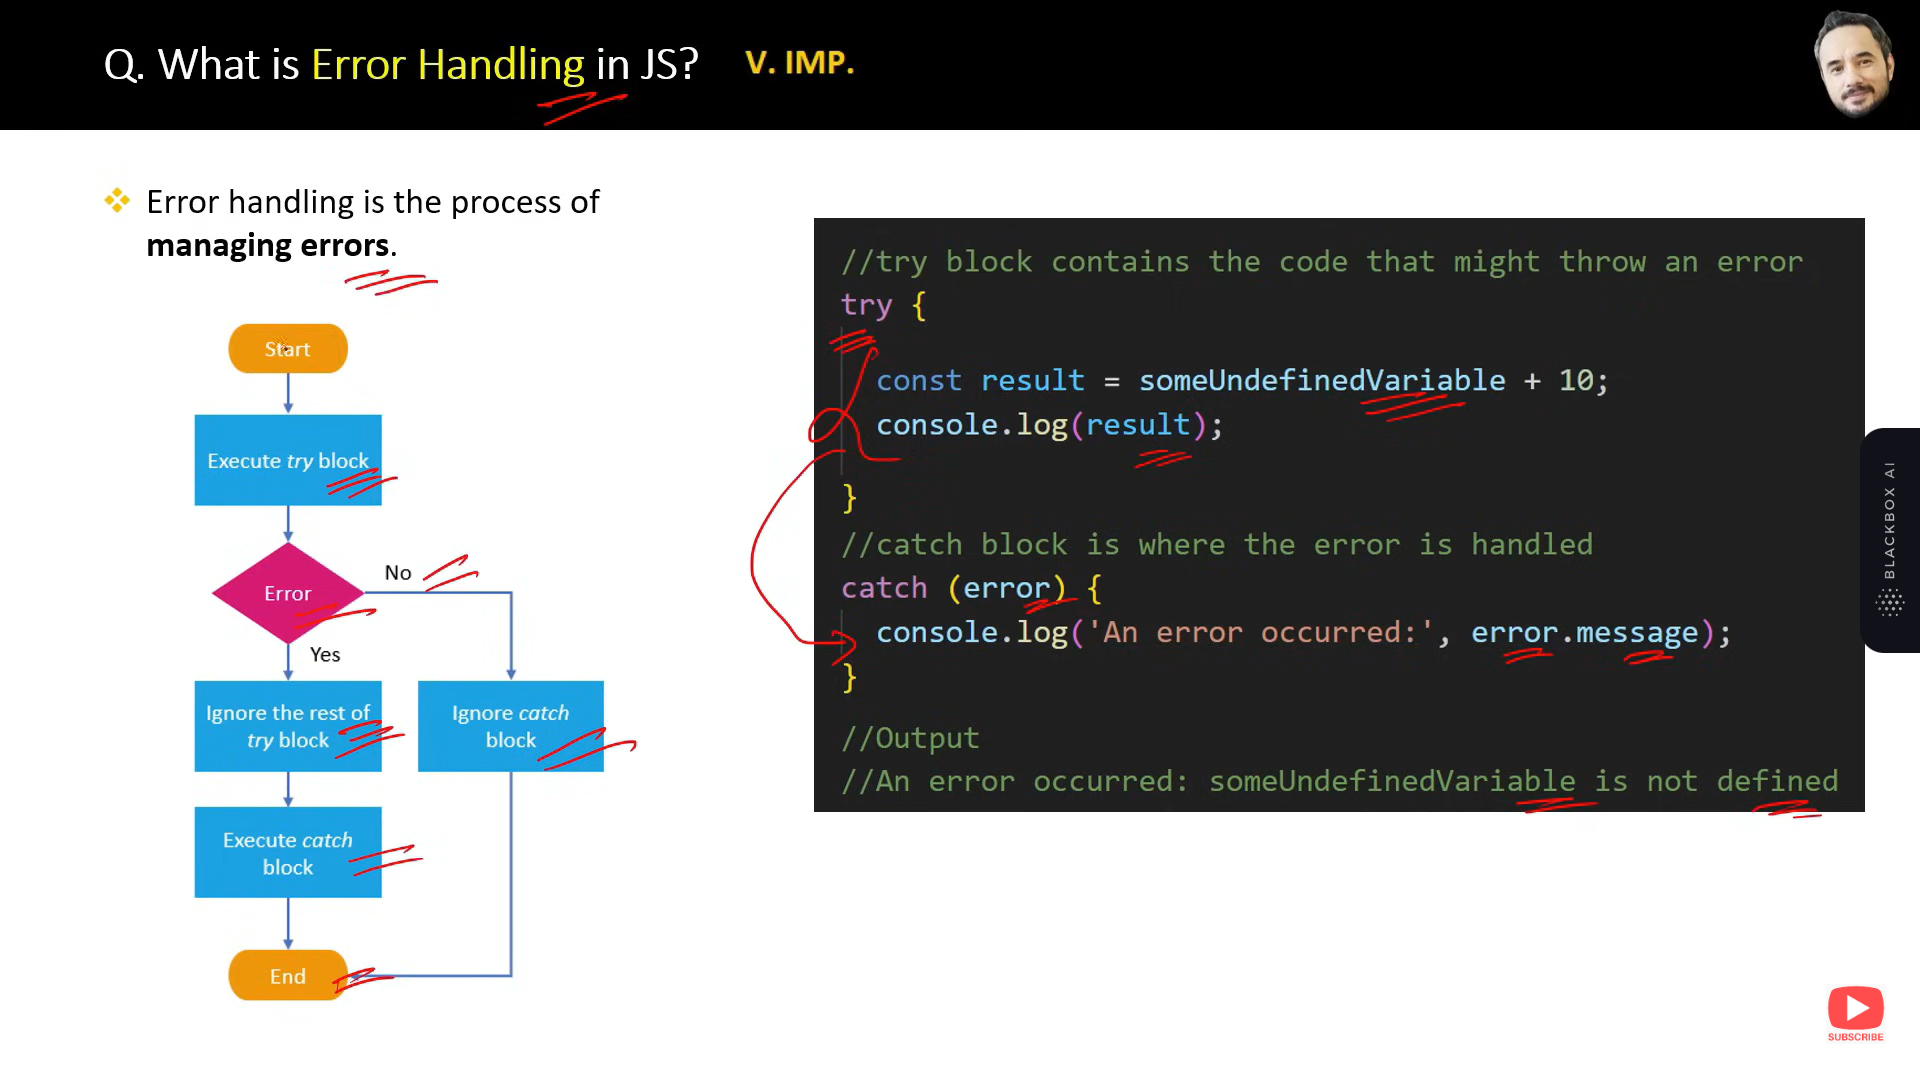 Q. What is Error Handling in JS? V. IMP.
Error handling is the process of
managing errors.
Start
Execute try block
Error
No
Yes
Ignore the rest of
try block
Ignore catch
block
Execute catch
block
End
//try block contains the code that might throw an error
try {
const result = someUndefinedVariable + 10;
console.log(result);
}
//catch block is where the error is handled
catch (error) {
console.log('An error occurred:', error.message);
}
//Output
//An error occurred: someUndefinedVariable is not defined
BLACKBOX AI
SUBSCRIBE